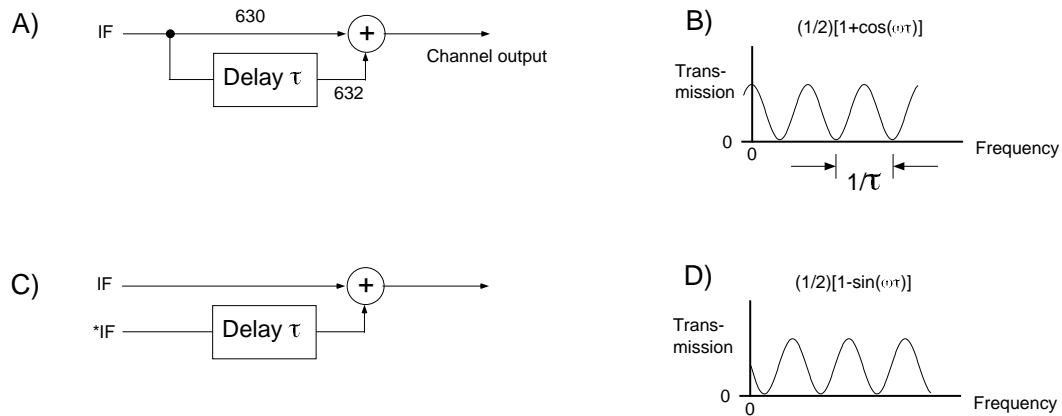 A)
IF
630
+
Channel output
Delay τ
632
B)
(1/2)[1+cos(ωτ)]
Trans-
mission
0
0
Frequency
1/τ
C)
IF
+
*IF
Delay τ
D)
(1/2)[1-sin(ωτ)]
Trans-
mission
0
0
Frequency